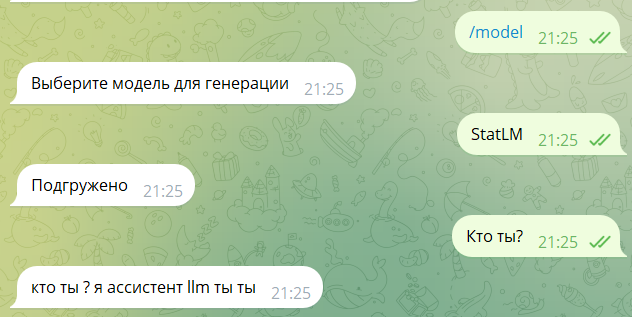 /model 21:25
Выберите модель для генерации 21:25
StatLM 21:25
Подгружено 21:25
Кто ты? 21:25
кто ты ? я ассистент llm ты ты 21:25